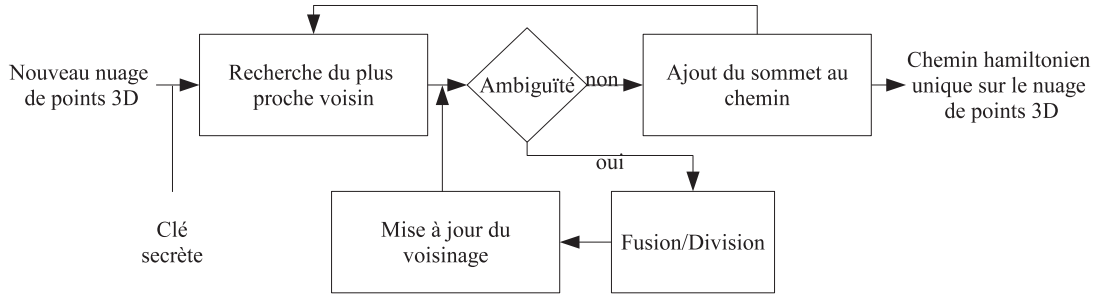 Nouveau nuage
de points 3D
Recherche du plus
proche voisin
Ambiguïté
non
Ajout du sommet au
chemin
Chemin hamiltonien
unique sur le nuage
de points 3D
oui
Clé
secrète
Mise à jour du
voisinage
Fusion/Division